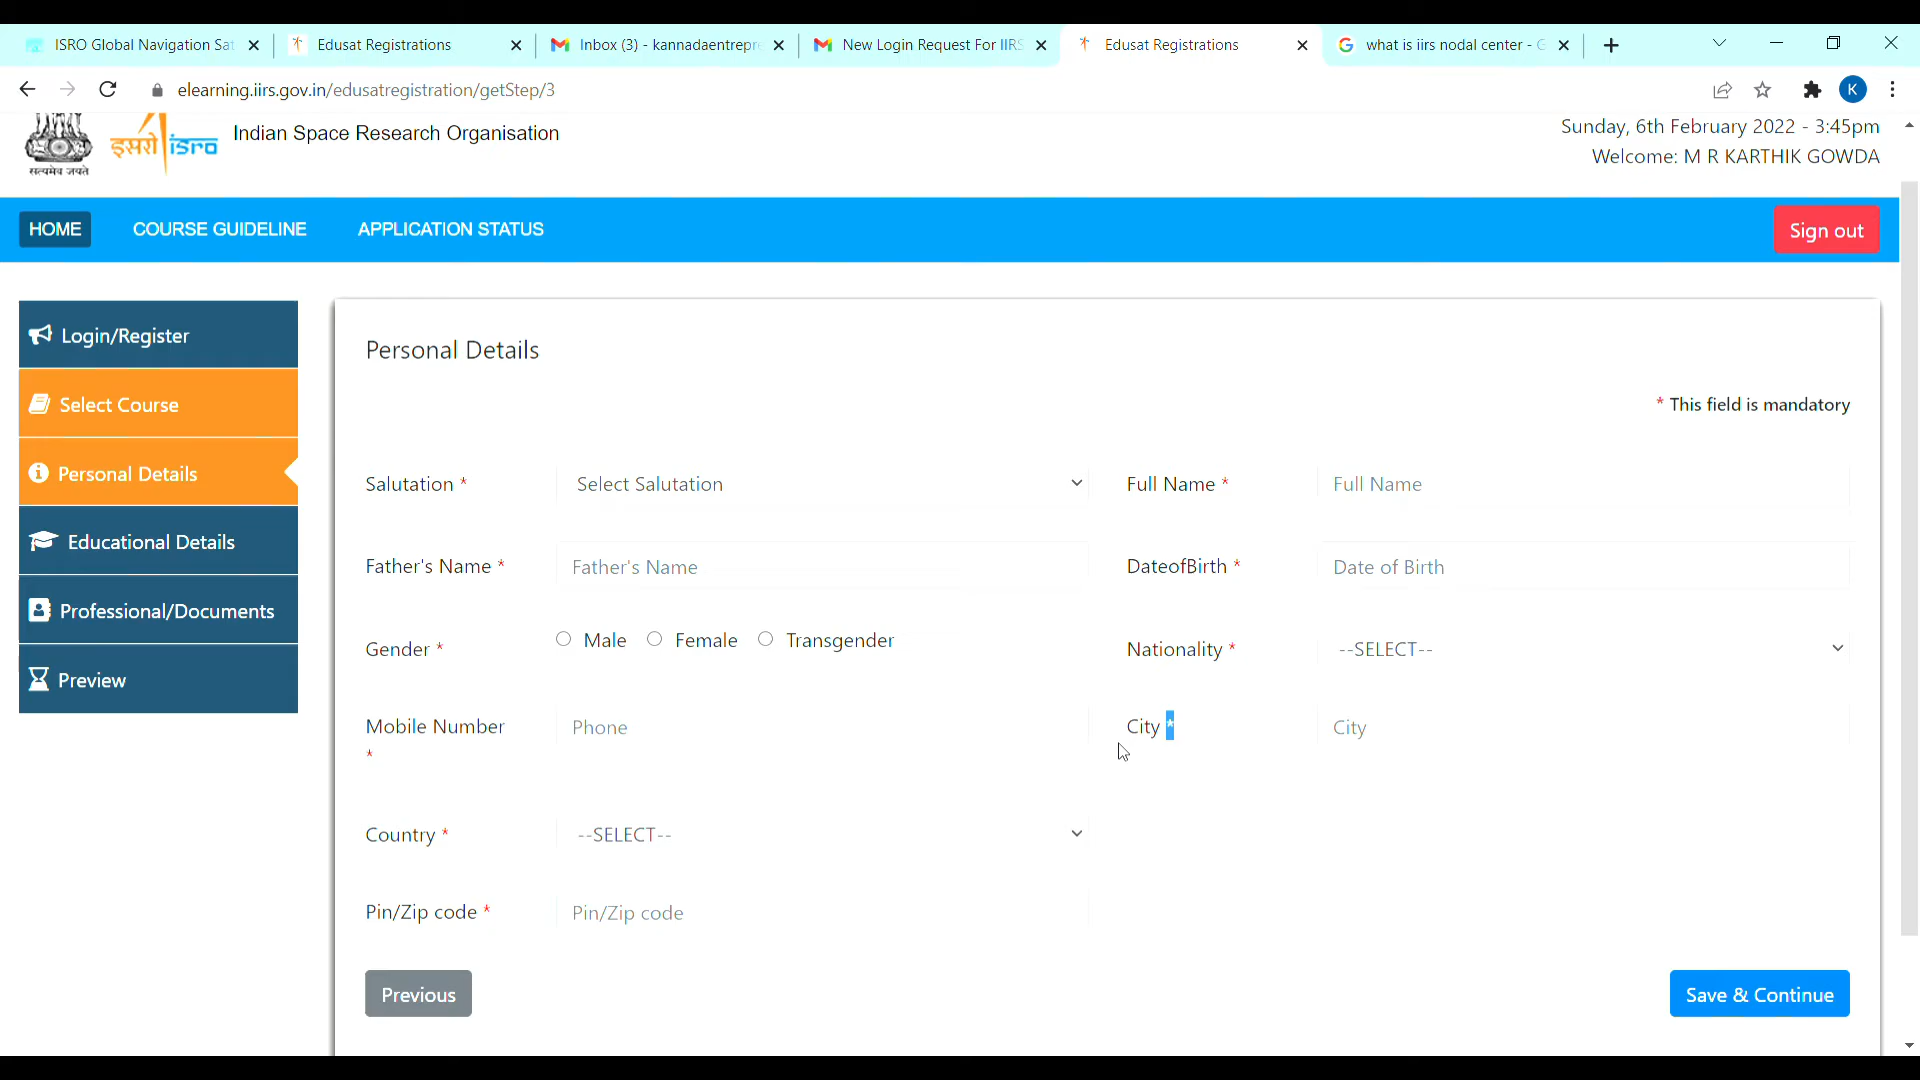 ISRO Global Navigation Sat
Edusat Registrations
Inbox (3) - kannadaentrepre
New Login Request For IIRS
Edusat Registrations
what is iirs nodal center - G
elearning.iirs.gov.in/edusatregistration/getStep/3
K
सत्यमेव जयते
इसरो isro
Indian Space Research Organisation
Sunday, 6th February 2022 - 3:45pm
Welcome: M R KARTHIK GOWDA
HOME
COURSE GUIDELINE
APPLICATION STATUS
Sign out
Login/Register
Select Course
Personal Details
Educational Details
Professional/Documents
Preview
Personal Details
* This field is mandatory
Salutation * Select Salutation
Full Name * Full Name
Father's Name * Father's Name
DateofBirth * Date of Birth
Gender * Male Female Transgender
Nationality * --SELECT--
Mobile Number
* Phone
City * City
Country * --SELECT--
Pin/Zip code * Pin/Zip code
Previous
Save & Continue